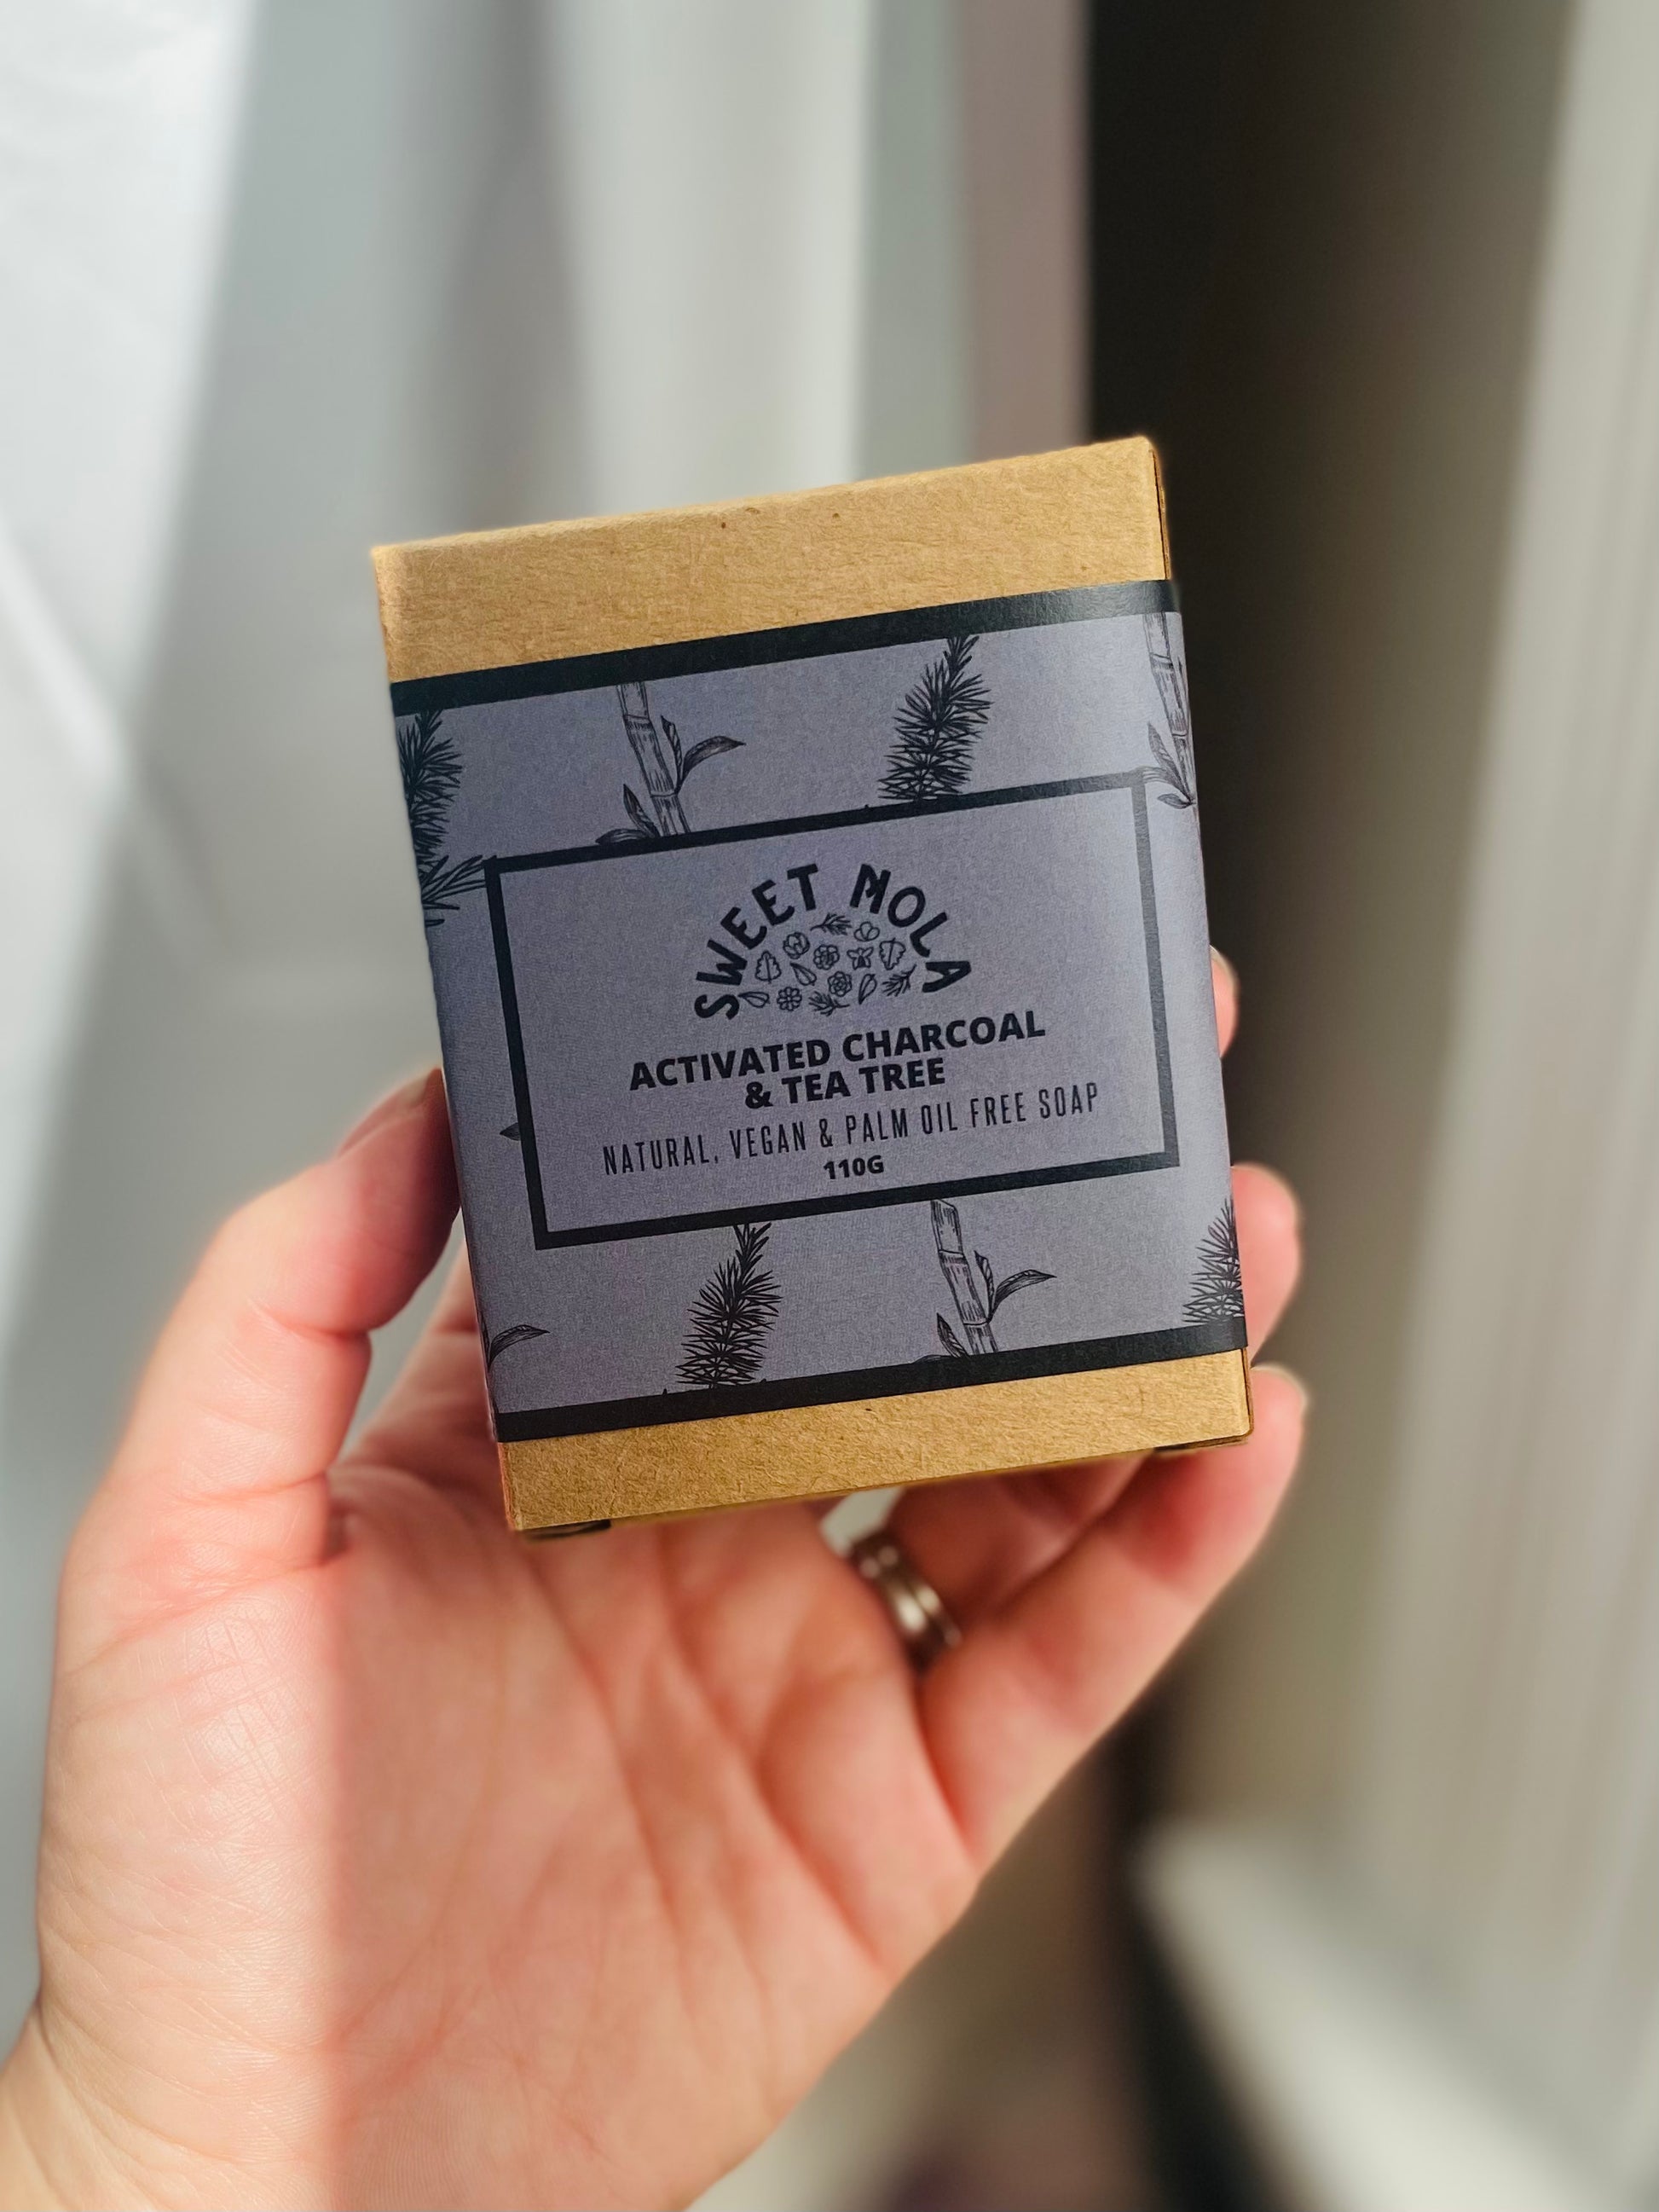 SWEET MOLA
ACTIVATED CHARCOAL
& TEA TREE
NATURAL, VEGAN & PALM OIL FREE SOAP
110G